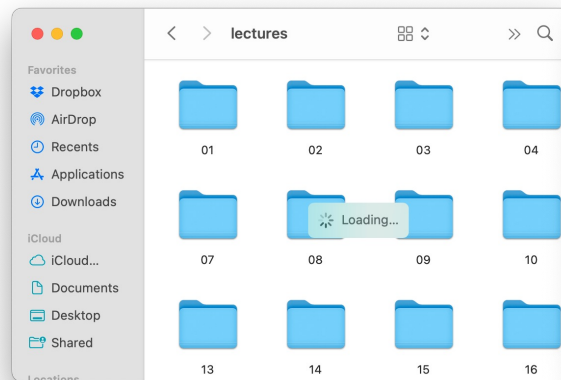 lectures
Favorites
Dropbox
AirDrop
Recents
Applications
Downloads
iCloud
iCloud...
Documents
Desktop
Shared
Locations
01 02 03 04
07 08 09 10
Loading...
13 14 15 16